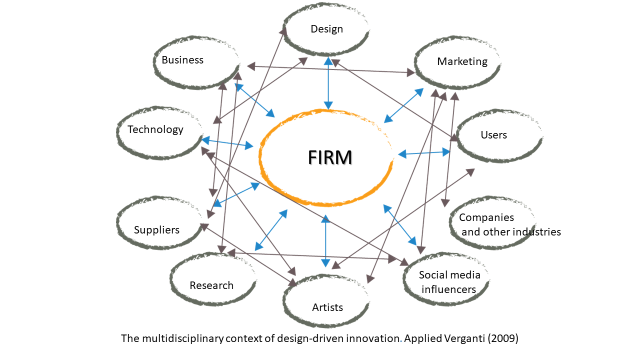 Design
Business
Marketing
Technology
Users
FIRM
Suppliers
Companies
and other industries
Research
Social media
influencers
Artists
The multidisciplinary context of design-driven innovation. Applied Verganti (2009)